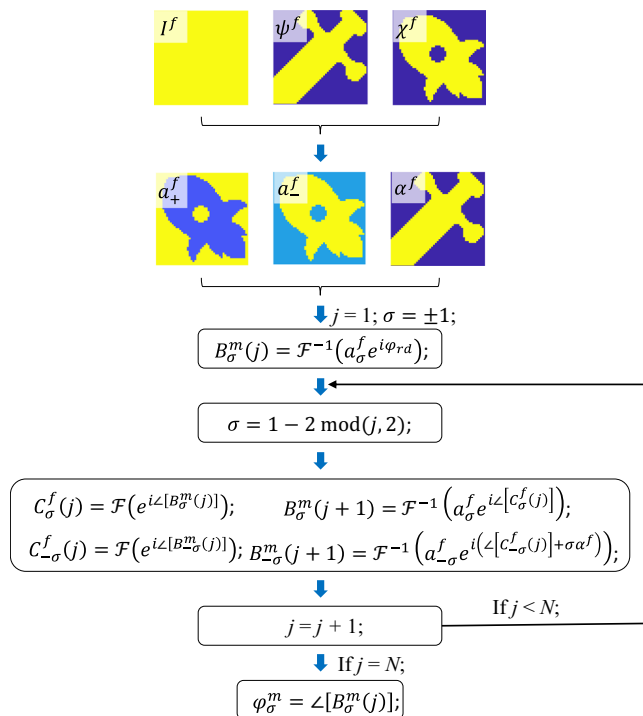 I^f ψ^f χ^f
a_+^f a_-^f α^f
j = 1; σ = ±1;
B_σ^m(j) = ℱ^{-1}(a_σ^f e^{iφ_{rd}});
σ = 1 − 2 mod(j, 2);
C_σ^f(j) = ℱ(e^{i∠[B_σ^m(j)]}); B_σ^m(j + 1) = ℱ^{-1}(a_σ^f e^{i∠[C_σ^f(j)]});
C_{-σ}^f(j) = ℱ(e^{i∠[B_{-σ}^m(j)]}); B_{-σ}^m(j + 1) = ℱ^{-1}(a_{-σ}^f e^{i(∠[C_{-σ}^f(j)]+σα^f)});
If j < N;
j = j + 1;
If j = N;
φ_σ^m = ∠[B_σ^m(j)];